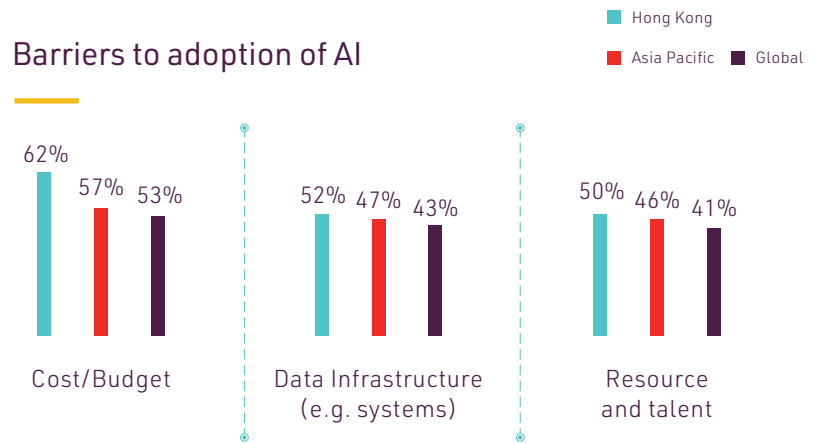 Hong Kong
Barriers to adoption of AI
Asia Pacific Global
62%
57%
53%
52%
47%
43%
50%
46%
41%
Cost/Budget
Data Infrastructure
(e.g. systems)
Resource
and talent